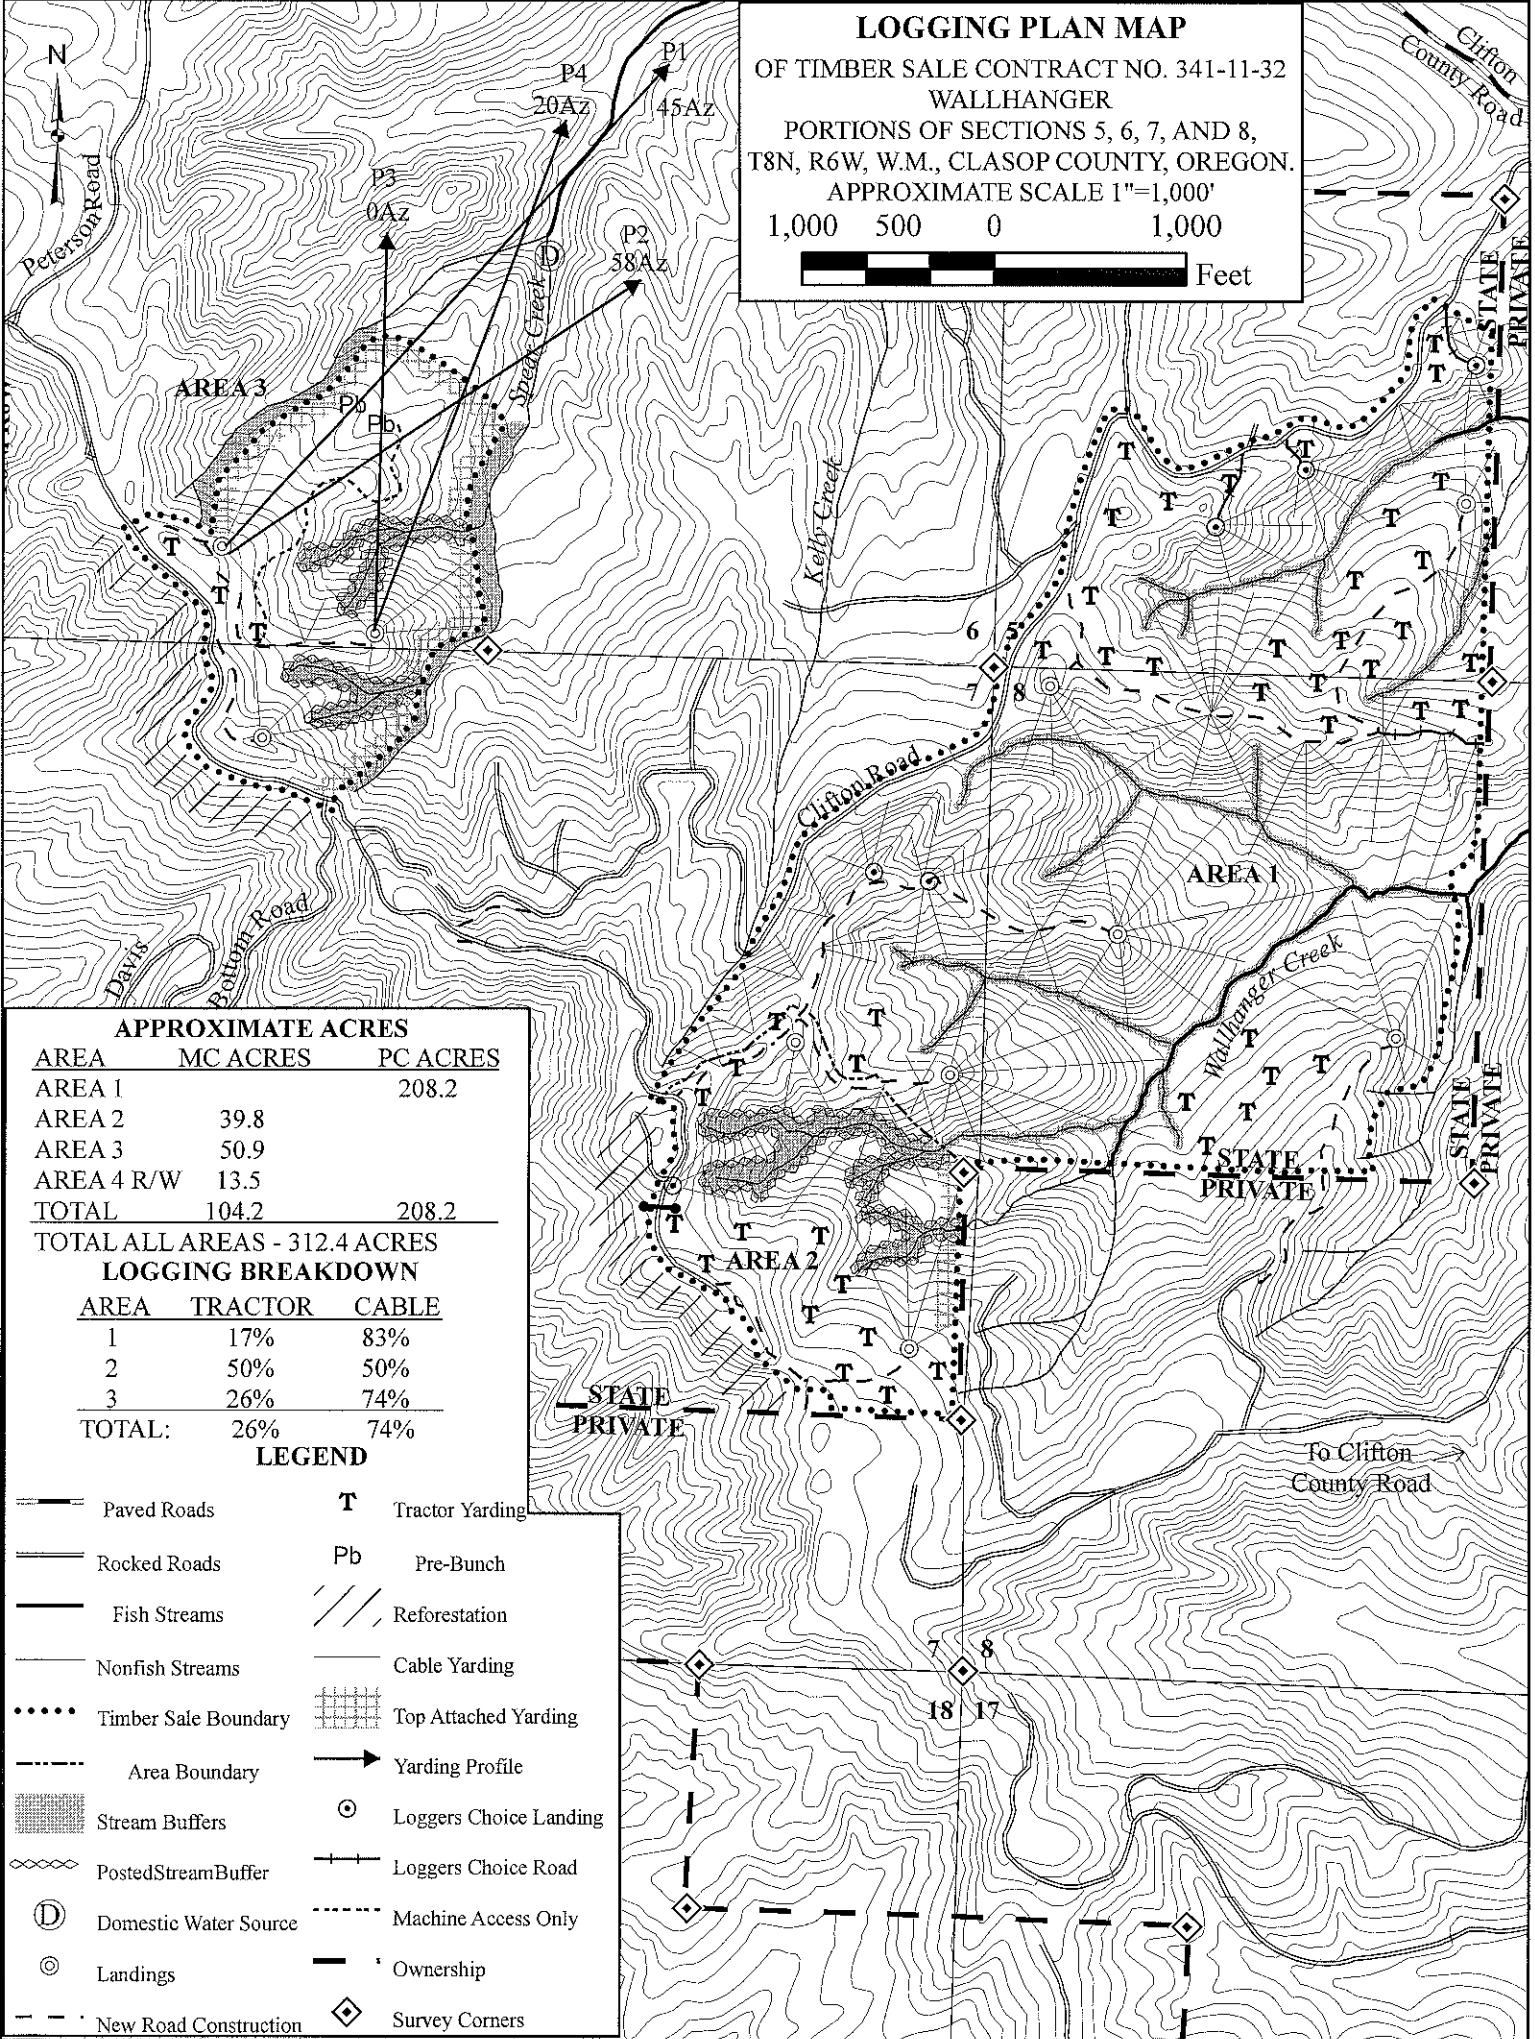 LOGGING PLAN MAP
OF TIMBER SALE CONTRACT NO. 341-11-32
WALLHANGER
PORTIONS OF SECTIONS 5, 6, 7, AND 8,
T8N, R6W, W.M., CLASOP COUNTY, OREGON.
APPROXIMATE SCALE 1"=1,000'
1,000 500 0 1,000
Feet
N
Peterson Road
P1
45Az
P4
20Az
P3
0Az
P2
58Az
D
Spear Creek
AREA 3
Pb
Pb
T
T
T
Clifton
County Road
STATE
PRIVATE
T
T
T
T
T
T
T
T
T
T
T
T
Kelly Creek
6 5
7 8
T
T
T
T
T
T
T
T
T
T
T
T
T
T
Clifton Road
AREA 1
Wallhanger Creek
Davis
Bottom Road
T
T
T
T
T
T
T
T
T
T
T
T
STATE
PRIVATE
STATE
PRIVATE
T
T
T
T
AREA 2
T
T
T
T
T
T
T
STATE
PRIVATE
To Clifton
County Road
7 8
18 17
APPROXIMATE ACRES
AREA MC ACRES PC ACRES
AREA 1 208.2
AREA 2 39.8
AREA 3 50.9
AREA 4 R/W 13.5
TOTAL 104.2 208.2
TOTAL ALL AREAS - 312.4 ACRES
LOGGING BREAKDOWN
AREA TRACTOR CABLE
1 17% 83%
2 50% 50%
3 26% 74%
TOTAL: 26% 74%
LEGEND
Paved Roads
Rocked Roads
Fish Streams
Nonfish Streams
Timber Sale Boundary
Area Boundary
Stream Buffers
PostedStreamBuffer
D Domestic Water Source
Landings
New Road Construction
T Tractor Yarding
Pb Pre-Bunch
Reforestation
Cable Yarding
Top Attached Yarding
Yarding Profile
Loggers Choice Landing
Loggers Choice Road
Machine Access Only
Ownership
Survey Corners